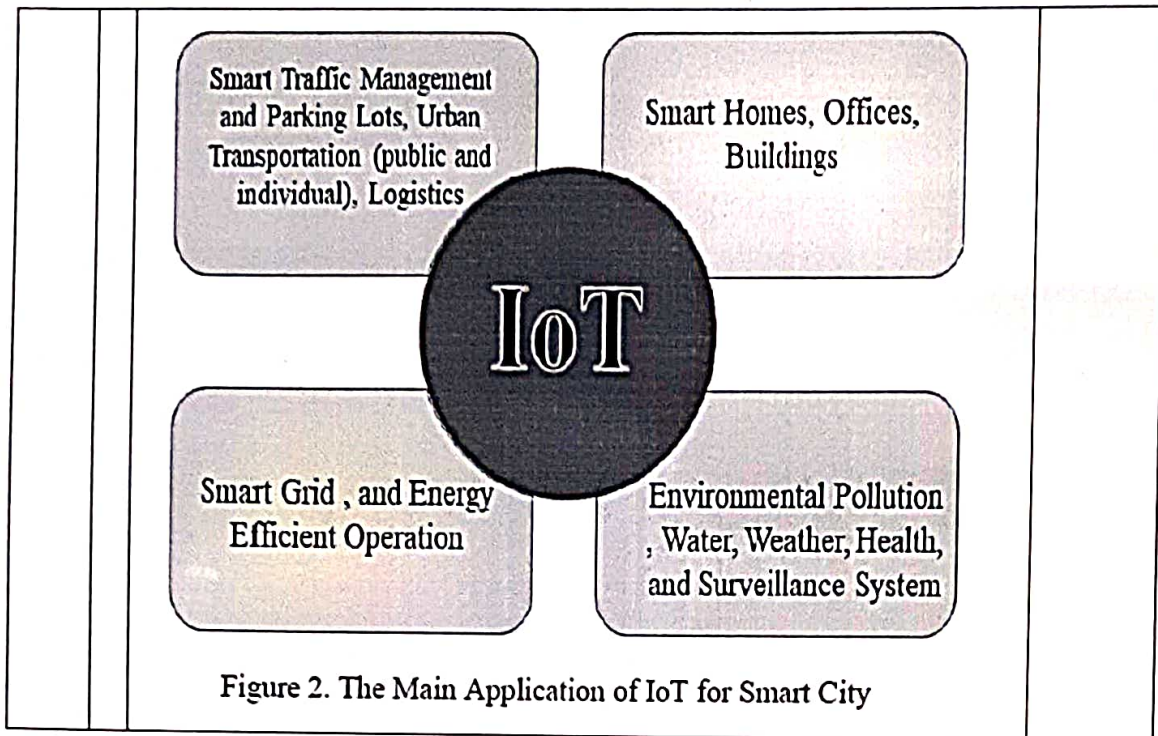 Smart Traffic Management
and Parking Lots, Urban
Transportation (public and
individual), Logistics
Smart Homes, Offices,
Buildings
IoT
Smart Grid , and Energy
Efficient Operation
Environmental Pollution
, Water, Weather, Health,
and Surveillance System
Figure 2. The Main Application of IoT for Smart City